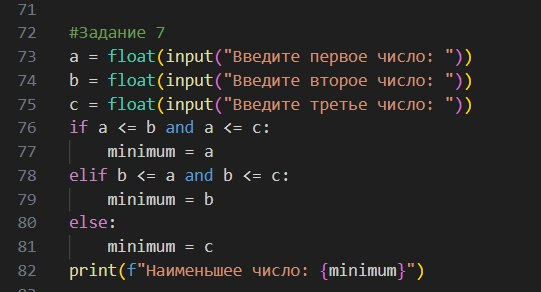 71
72 #Задание 7
73 a = float(input("Введите первое число: "))
74 b = float(input("Введите второе число: "))
75 c = float(input("Введите третье число: "))
76 if a <= b and a <= c:
77     minimum = a
78 elif b <= a and b <= c:
79     minimum = b
80 else:
81     minimum = c
82 print(f"Наименьшее число: {minimum}")